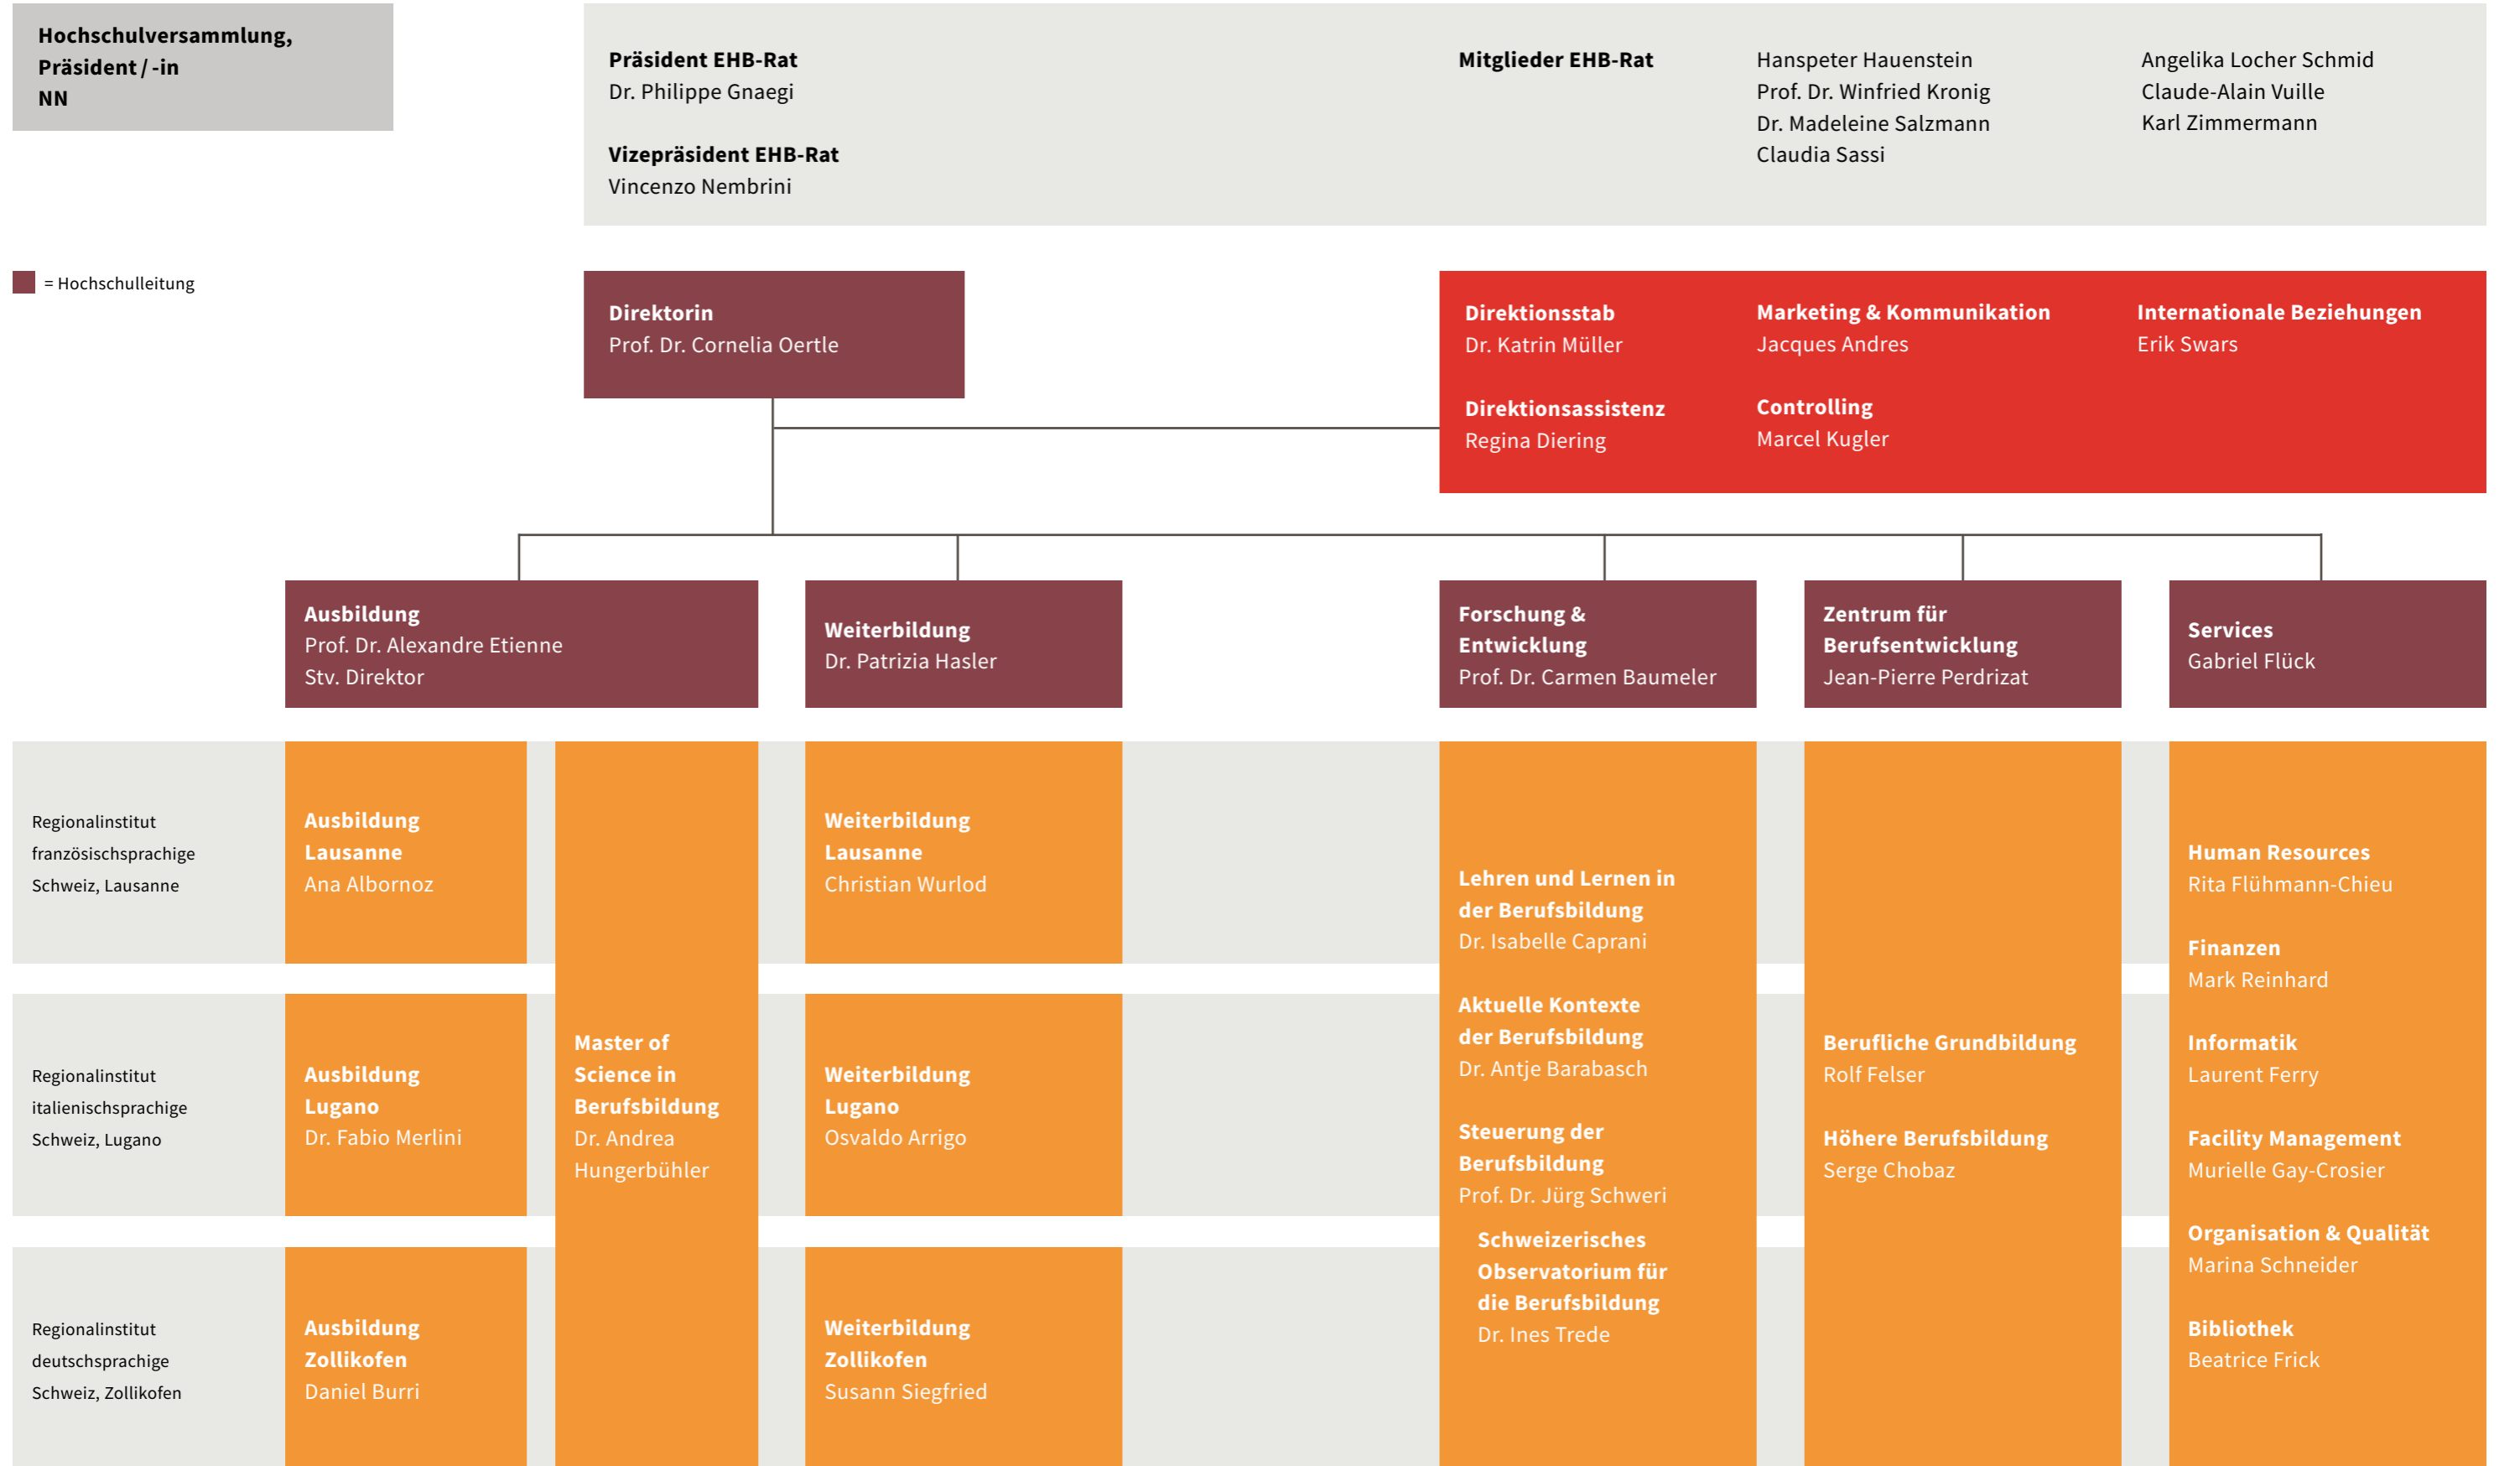 Hochschulversammlung,
Präsident / -in
NN
Präsident EHB-Rat
Dr. Philippe Gnaegi
Vizepräsident EHB-Rat
Vincenzo Nembrini
Mitglieder EHB-Rat
Hanspeter Hauenstein
Prof. Dr. Winfried Kronig
Dr. Madeleine Salzmann
Claudia Sassi
Angelika Locher Schmid
Claude-Alain Vuille
Karl Zimmermann
= Hochschulleitung
Direktorin
Prof. Dr. Cornelia Oertle
Direktionsstab
Dr. Katrin Müller
Direktionsassistenz
Regina Diering
Marketing & Kommunikation
Jacques Andres
Controlling
Marcel Kugler
Internationale Beziehungen
Erik Swars
Ausbildung
Prof. Dr. Alexandre Etienne
Stv. Direktor
Weiterbildung
Dr. Patrizia Hasler
Forschung &
Entwicklung
Prof. Dr. Carmen Baumeler
Zentrum für
Berufsentwicklung
Jean-Pierre Perdrizat
Services
Gabriel Flück
Regionalinstitut
französischsprachige
Schweiz, Lausanne
Ausbildung
Lausanne
Ana Albornoz
Weiterbildung
Lausanne
Christian Wurlod
Regionalinstitut
italienischsprachige
Schweiz, Lugano
Ausbildung
Lugano
Dr. Fabio Merlini
Master of
Science in
Berufsbildung
Dr. Andrea
Hungerbühler
Weiterbildung
Lugano
Osvaldo Arrigo
Regionalinstitut
deutschsprachige
Schweiz, Zollikofen
Ausbildung
Zollikofen
Daniel Burri
Weiterbildung
Zollikofen
Susann Siegfried
Lehren und Lernen in
der Berufsbildung
Dr. Isabelle Caprani
Aktuelle Kontexte
der Berufsbildung
Dr. Antje Barabasch
Steuerung der
Berufsbildung
Prof. Dr. Jürg Schweri
Schweizerisches
Observatorium für
die Berufsbildung
Dr. Ines Trede
Berufliche Grundbildung
Rolf Felser
Höhere Berufsbildung
Serge Chobaz
Human Resources
Rita Flühmann-Chieu
Finanzen
Mark Reinhard
Informatik
Laurent Ferry
Facility Management
Murielle Gay-Crosier
Organisation & Qualität
Marina Schneider
Bibliothek
Beatrice Frick